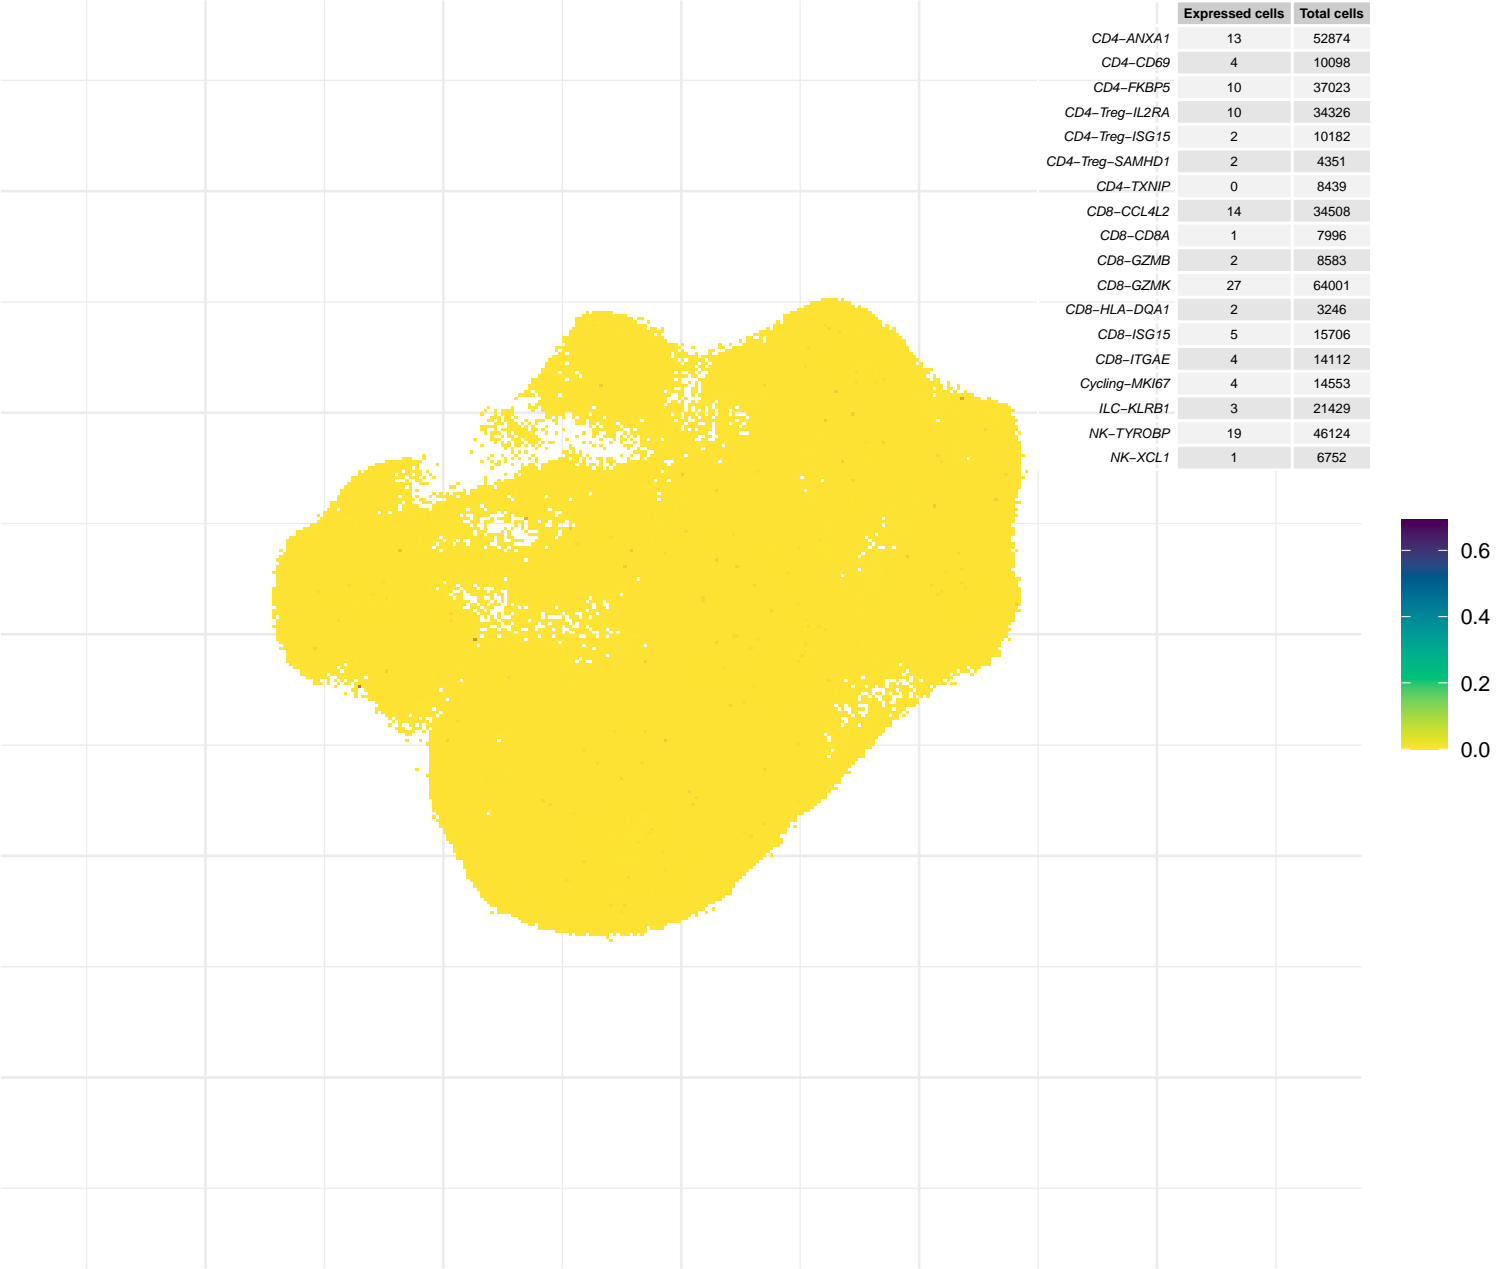 Expressed cells Total cells
CD4−ANXA1 13 52874
CD4−CD69 4 10098
CD4−FKBP5 10 37023
CD4−Treg−IL2RA 10 34326
CD4−Treg−ISG15 2 10182
CD4−Treg−SAMHD1 2 4351
CD4−TXNIP 0 8439
CD8−CCL4L2 14 34508
CD8−CD8A 1 7996
CD8−GZMB 2 8583
CD8−GZMK 27 64001
CD8−HLA−DQA1 2 3246
CD8−ISG15 5 15706
CD8−ITGAE 4 14112
Cycling−MKI67 4 14553
ILC−KLRB1 3 21429
NK−TYROBP 19 46124
NK−XCL1 1 6752
0.6
0.4
0.2
0.0